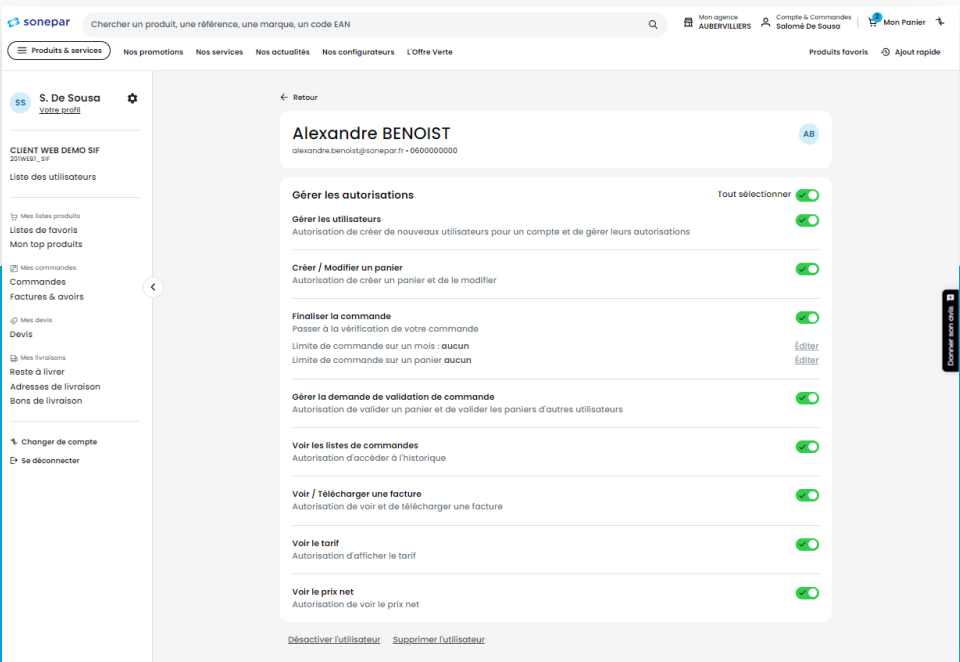 sonepar
Chercher un produit, une référence, une marque, un code EAN
Mon agence
AUBERVILLIERS
Compte & Commandes
Salomé De Sousa
2
Mon Panier
Produits & services
Nos promotions
Nos services
Nos actualités
Nos configurateurs
L'Offre Verte
Produits favoris
Ajout rapide
SS
S. De Sousa
Votre profil
CLIENT WEB DEMO SIF
201WEB1_SIF
Liste des utilisateurs
Mes listes produits
Listes de favoris
Mon top produits
Mes commandes
Commandes
Factures & avoirs
Mes devis
Devis
Mes livraisons
Reste à livrer
Adresses de livraison
Bons de livraison
Changer de compte
Se déconnecter
Retour
Alexandre BENOIST
alexandre.benoist@sonepar.fr • 0600000000
AB
Gérer les autorisations
Tout sélectionner
Gérer les utilisateurs
Autorisation de créer de nouveaux utilisateurs pour un compte et de gérer leurs autorisations
Créer / Modifier un panier
Autorisation de créer un panier et de le modifier
Finaliser la commande
Passer à la vérification de votre commande
Limite de commande sur un mois : aucun
Éditer
Limite de commande sur un panier aucun
Éditer
Gérer la demande de validation de commande
Autorisation de valider un panier et de valider les paniers d'autres utilisateurs
Voir les listes de commandes
Autorisation d'accéder à l'historique
Voir / Télécharger une facture
Autorisation de voir et de télécharger une facture
Voir le tarif
Autorisation d'afficher le tarif
Voir le prix net
Autorisation de voir le prix net
Désactiver l'utilisateur
Supprimer l'utilisateur
Donner son avis